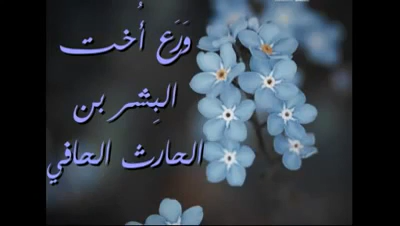 وَرَع أُخت
البِشر بن
الحارث الحافي